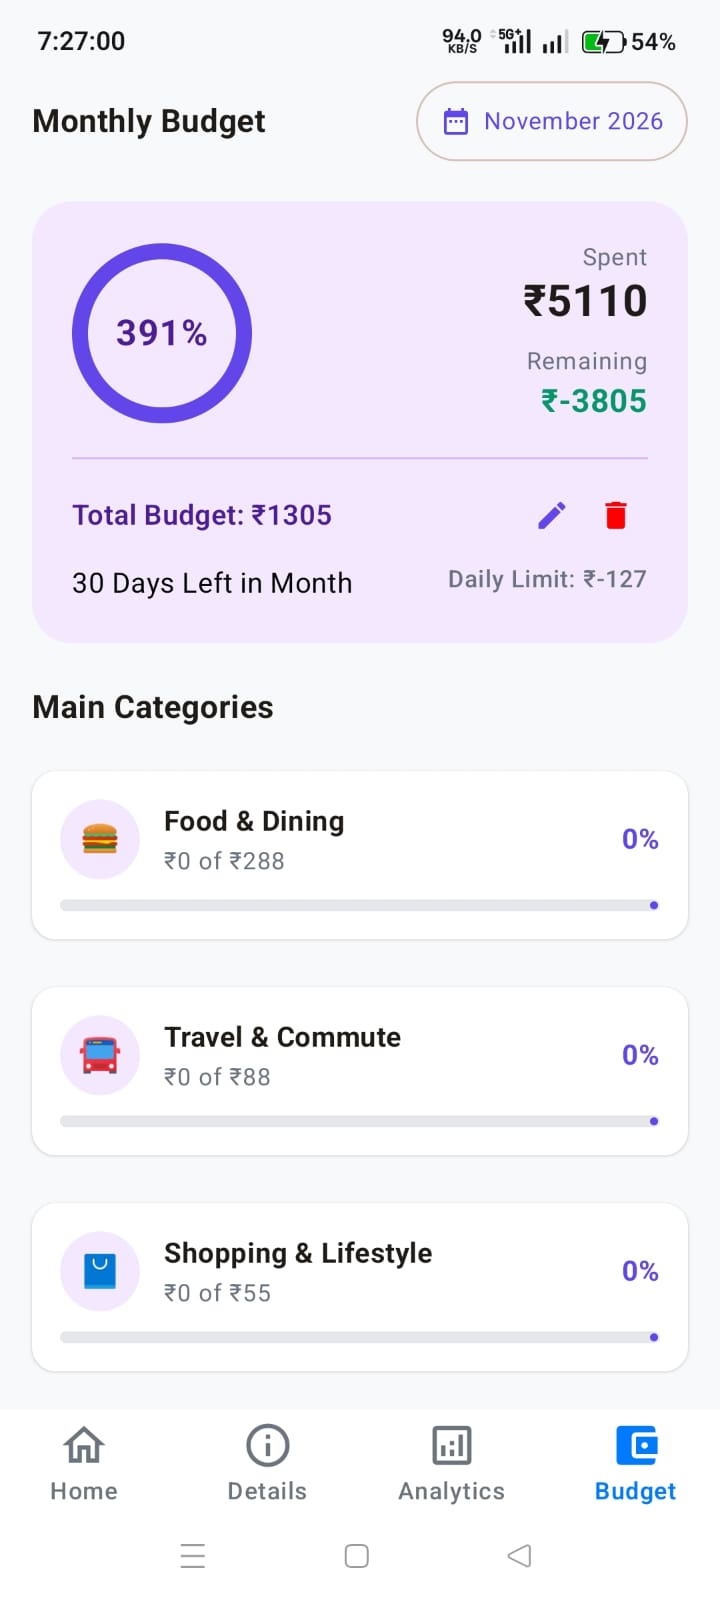 7:27:00
94.0 KB/S 5G+ 54%
Monthly Budget
November 2026
391%
Spent
₹5110
Remaining
₹-3805
Total Budget: ₹1305
30 Days Left in Month
Daily Limit: ₹-127
Main Categories
Food & Dining
₹0 of ₹288
0%
Travel & Commute
₹0 of ₹88
0%
Shopping & Lifestyle
₹0 of ₹55
0%
Home
Details
Analytics
Budget